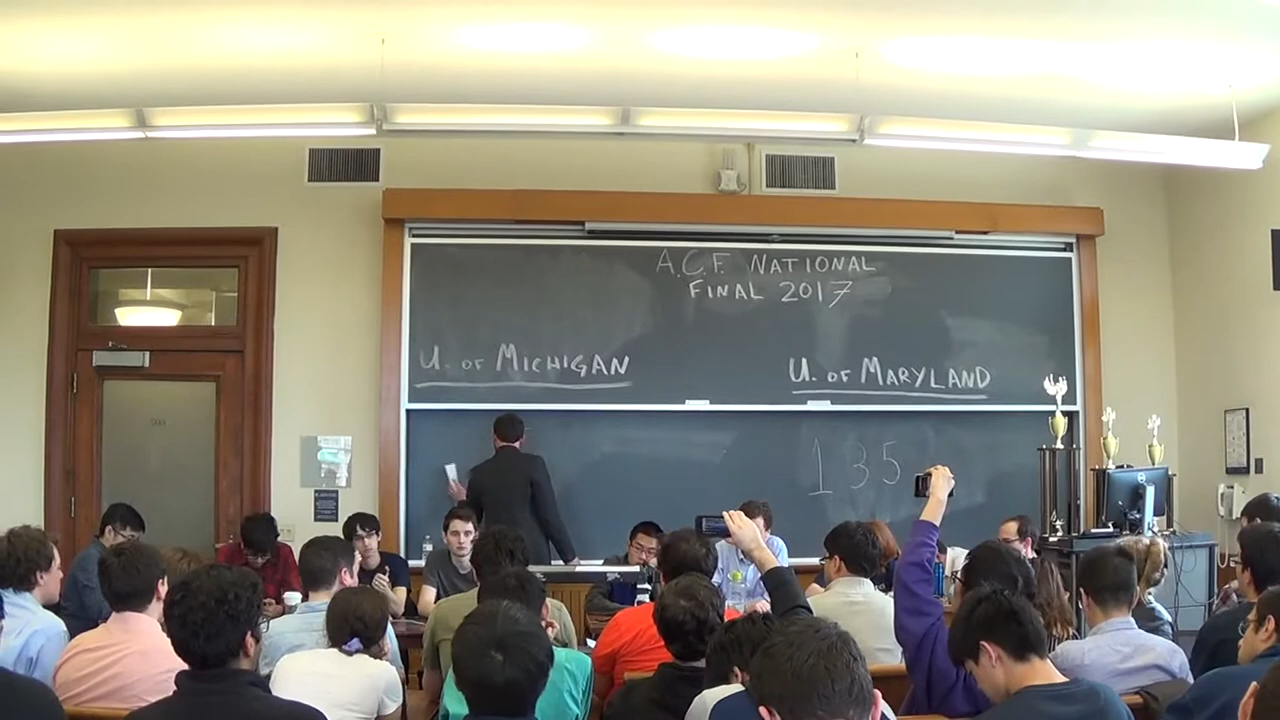 A.C.F. NATIONAL
FINAL 2017
U. OF MICHIGAN
U. OF MARYLAND
135